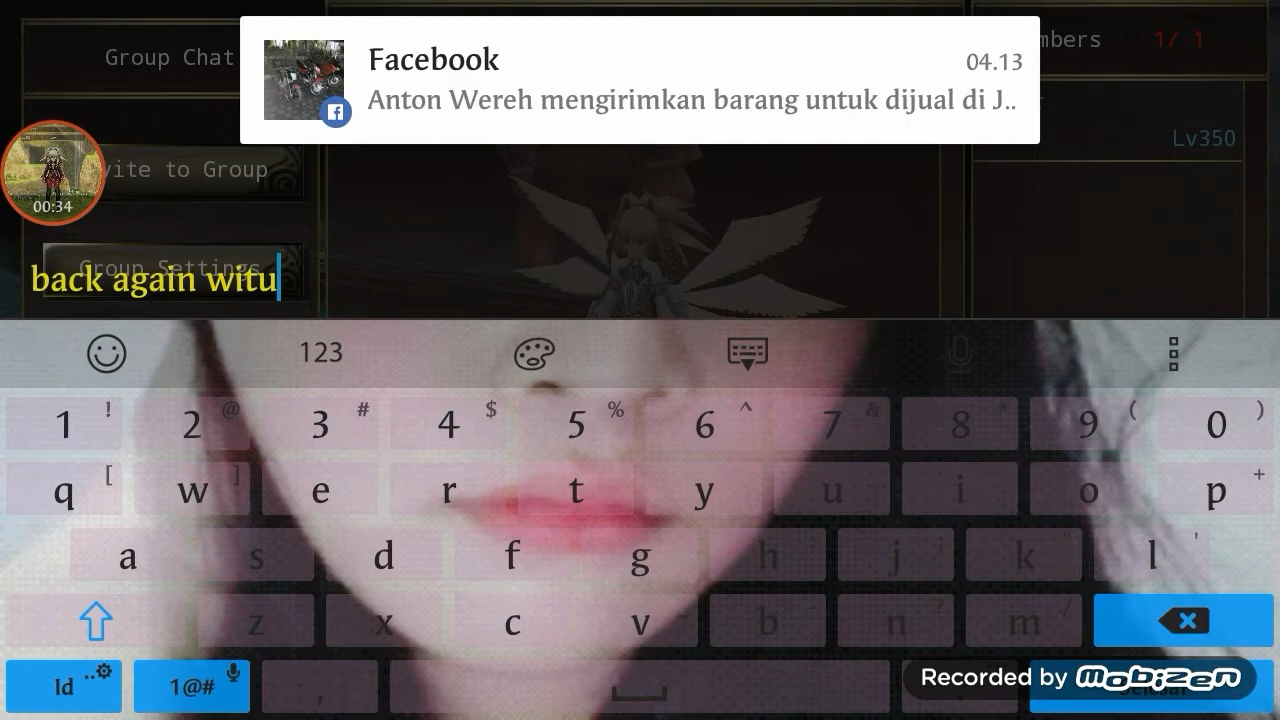 Group Chat
Facebook
04.13
Anton Wereh mengirimkan barang untuk dijual di J..
mbers 1/ 1
Lv350
vite to Group
00:34
Group Settings
back again witu
123
1 ! 2 @ 3 # 4 $ 5 % 6 ^ 7 & 8 * 9 ( 0 )
q [ w ] e r t y u i o p +
a s d f g h j k " l '
z x c v b n ? m √
Id 1@# ,
Recorded by mobizen